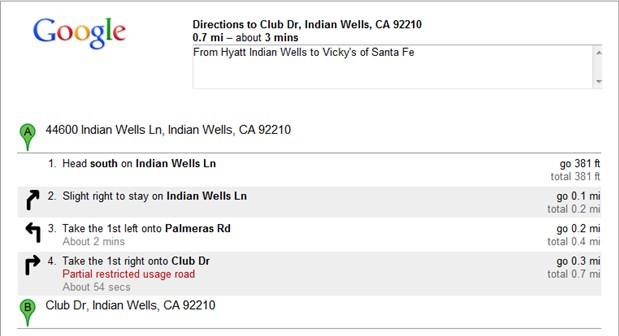 Google
Directions to Club Dr, Indian Wells, CA 92210
0.7 mi – about 3 mins
From Hyatt Indian Wells to Vicky's of Santa Fe
A 44600 Indian Wells Ln, Indian Wells, CA 92210
1. Head south on Indian Wells Ln go 381 ft
total 381 ft
2. Slight right to stay on Indian Wells Ln go 0.1 mi
total 0.2 mi
3. Take the 1st left onto Palmeras Rd go 0.2 mi
About 2 mins total 0.4 mi
4. Take the 1st right onto Club Dr go 0.3 mi
Partial restricted usage road total 0.7 mi
About 54 secs
B Club Dr, Indian Wells, CA 92210